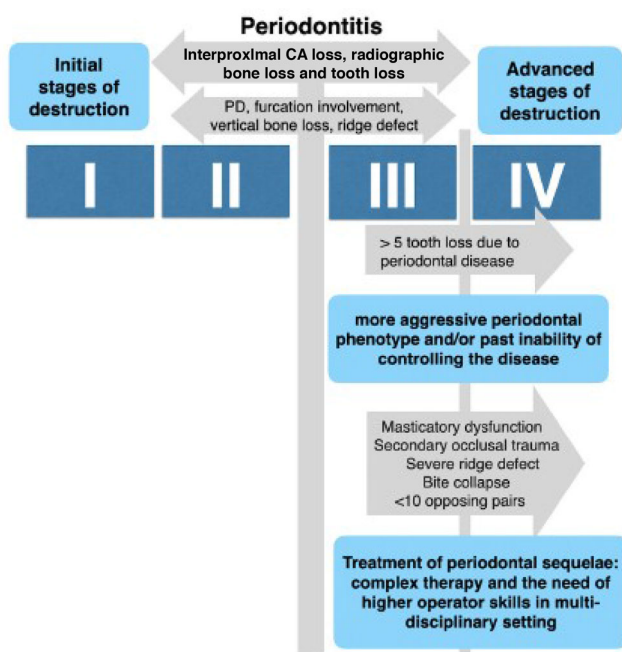 Periodontitis
Initial
stages of
destruction
Interproximal CA loss, radiographic
bone loss and tooth loss
Advanced
stages of
destruction
PD, furcation involvement,
vertical bone loss, ridge defect
I
II
III
IV
> 5 tooth loss due to
periodontal disease
more aggressive periodontal
phenotype and/or past inability of
controlling the disease
Masticatory dysfunction
Secondary occlusal trauma
Severe ridge defect
Bite collapse
<10 opposing pairs
Treatment of periodontal sequelae:
complex therapy and the need of
higher operator skills in multi-
disciplinary setting